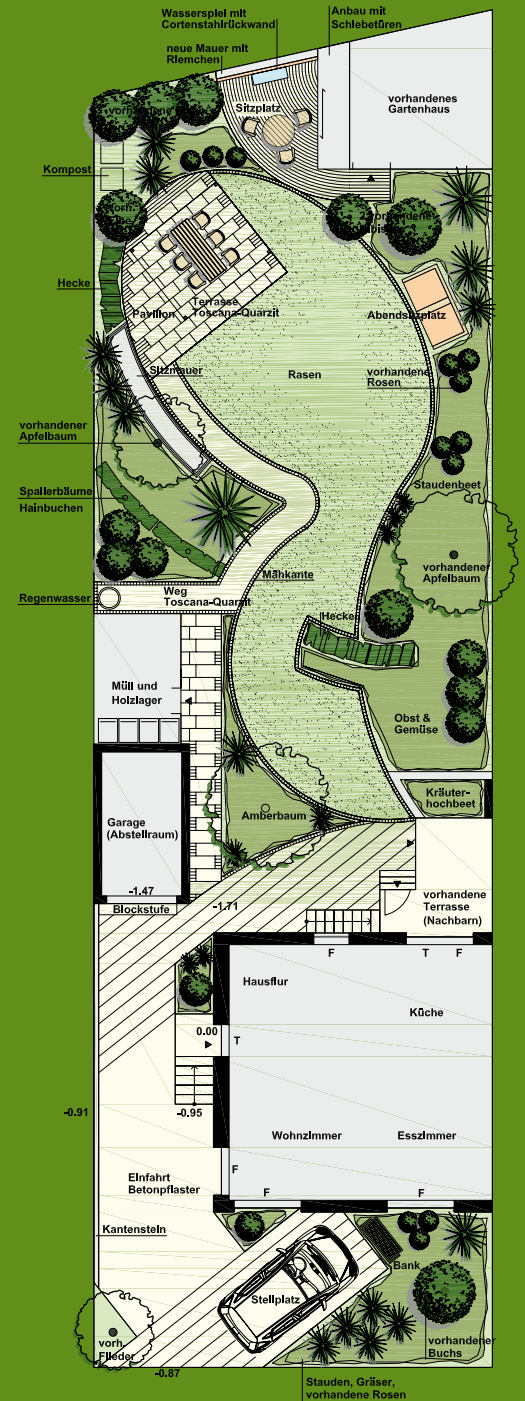 Wasserspiel mit
Cortenstahlrückwand
Anbau mit
Schiebetüren
neue Mauer mit
Riemchen
Sitzplatz
vorhandenes
Gartenhaus
Kompost
Hecke
Pavillon
Terrasse
Toscana-Quarzit
Abendsitzplatz
Sitzmauer
Rasen
vorhandene
Rosen
vorhandener
Apfelbaum
Spalierbäume
Hainbuchen
Staudenbeet
vorhandener
Apfelbaum
Mähkante
Regenwasser
Weg
Toscana-Quarzit
Hecke
Müll und
Holzlager
Obst &
Gemüse
Kräuter-
hochbeet
Garage
(Abstellraum)
Amberbaum
-1.47
Blockstufe
-1.71
vorhandene
Terrasse
(Nachbarn)
F
T
F
Hausflur
Küche
0.00
T
-0.91
-0.95
Wohnzimmer
Esszimmer
F
Einfahrt
Betonpflaster
F
F
Kantenstein
Bank
Stellplatz
vorh.
Flieder
vorhandener
Buchs
-0.87
Stauden, Gräser,
vorhandene Rosen